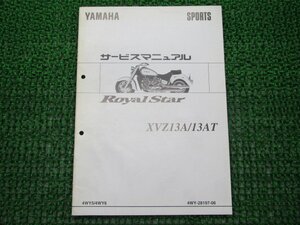 YAMAHA
SPORTS
サービスマニュアル
Royal Star
XVZ13A/13AT
4WY5/4WY6
4WY-28197-06